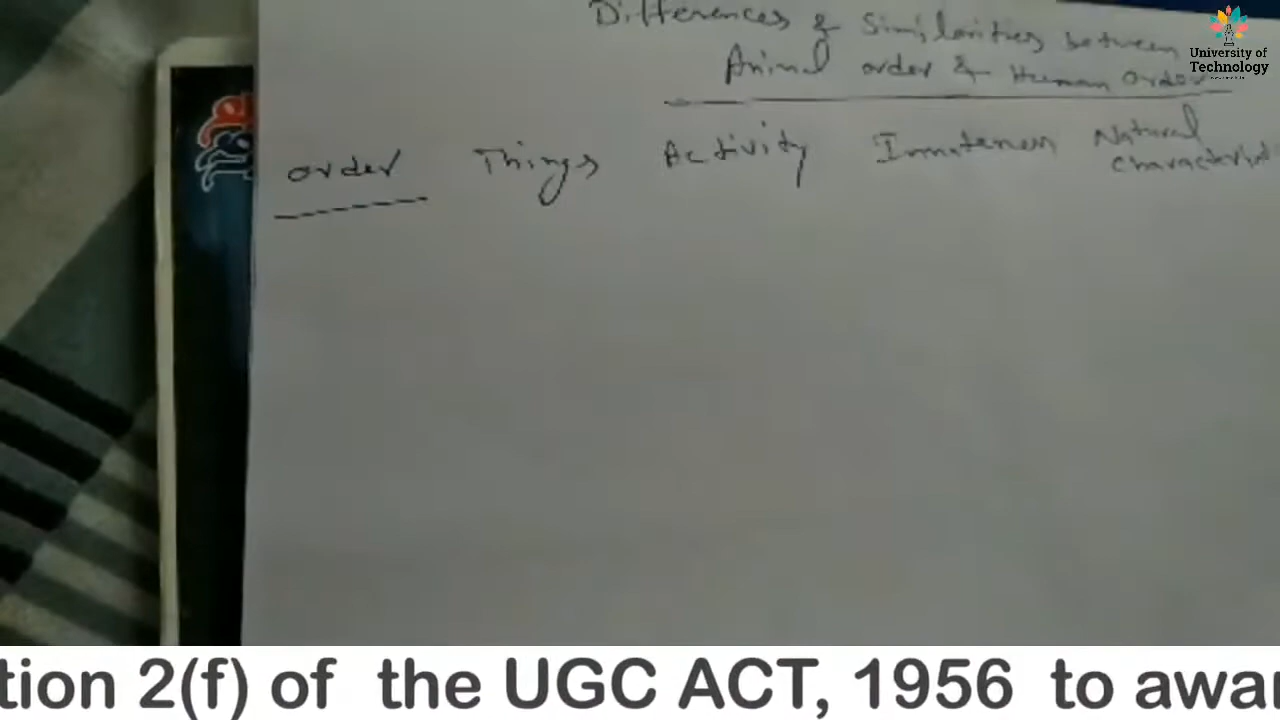 Differences & Similarities between
Animal order & Human order
order Things Activity Innateness Natural
Characterist
University of
Technology
tion 2(f) of the UGC ACT, 1956 to awar